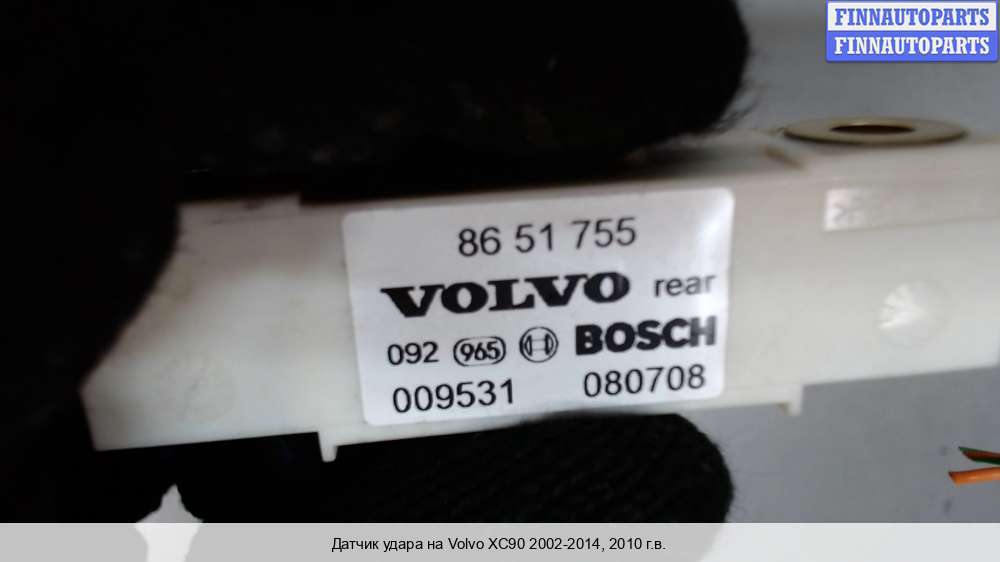 FINNAUTOPARTS
FINNAUTOPARTS
86 51 755
VOLVO rear
092 965 BOSCH
009531 080708
Датчик удара на Volvo XC90 2002-2014, 2010 г.в.